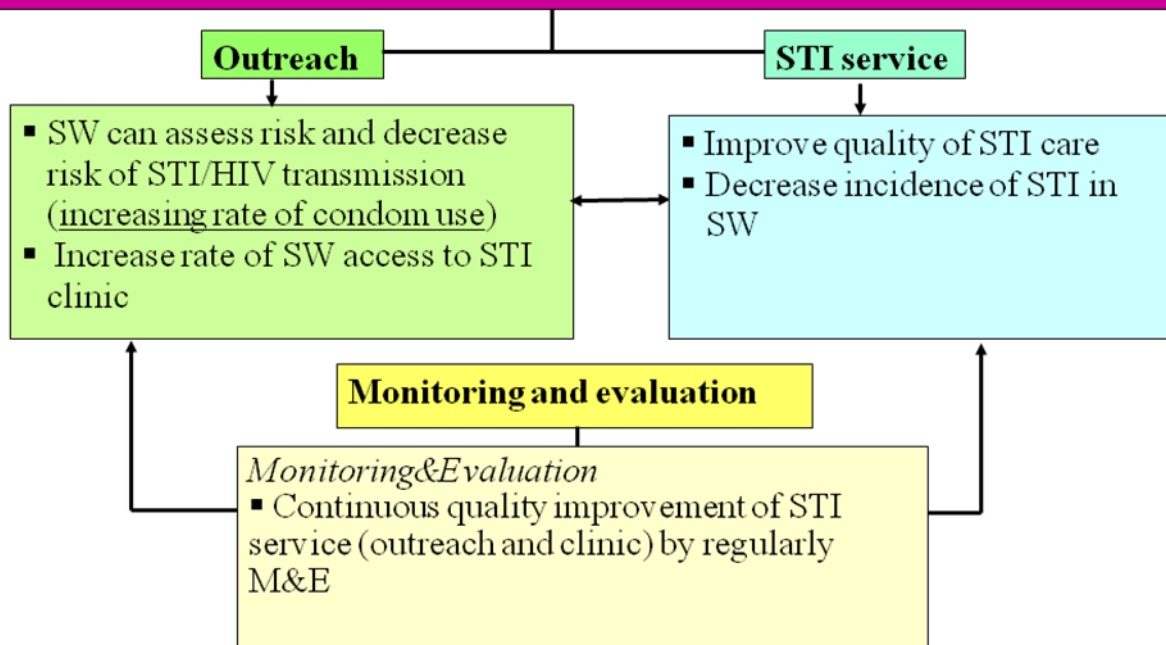 Outreach
STI service
▪ SW can assess risk and decrease
risk of STI/HIV transmission
(increasing rate of condom use)
▪ Increase rate of SW access to STI
clinic
▪ Improve quality of STI care
▪ Decrease incidence of STI in
SW
Monitoring and evaluation
Monitoring&Evaluation
▪ Continuous quality improvement of STI
service (outreach and clinic) by regularly
M&E